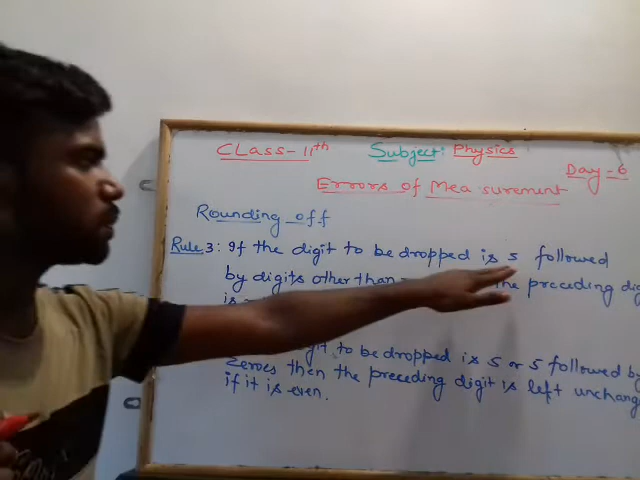 CLass-11th Subject: Physics
Day-6
Errors of Measurement
Rounding off
Rule 3: If the digit to be dropped is 5 followed
by digits other than the preceding
is
to be dropped is 5 or 5 followed by
zeroes then the preceding digit is left
if it is even.